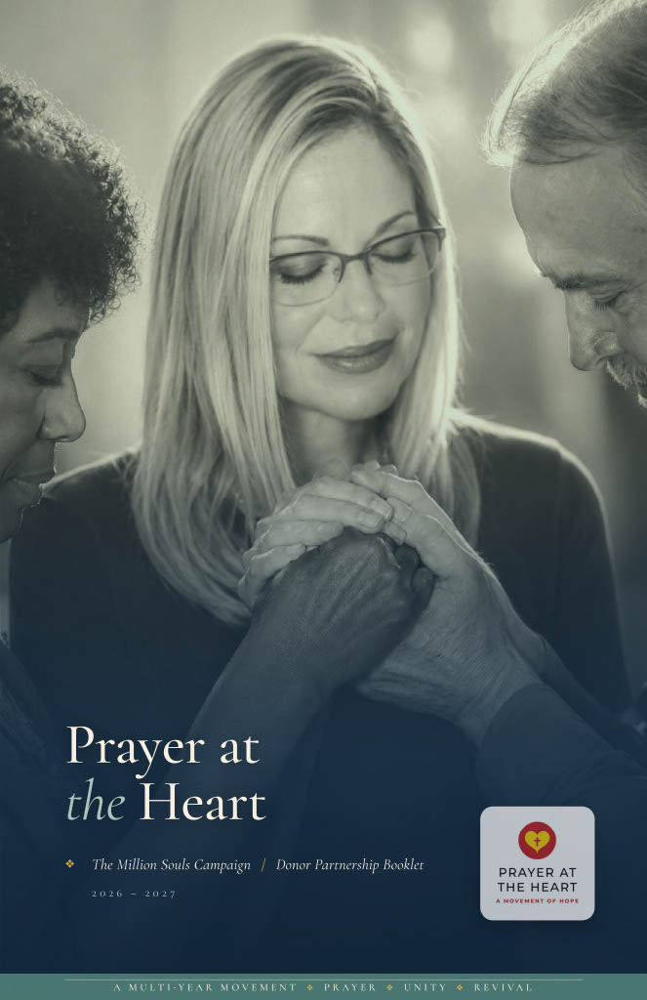 Prayer at
the Heart
❖ The Million Souls Campaign / Donor Partnership Booklet
2026 – 2027
PRAYER AT
THE HEART
A MOVEMENT OF HOPE
A MULTI-YEAR MOVEMENT ❖ PRAYER ❖ UNITY ❖ REVIVAL